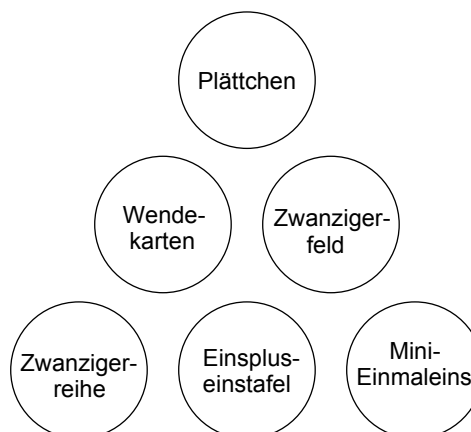 Plättchen
Wende-
karten
Zwanziger-
feld
Zwanziger-
reihe
Einsplus-
einstafel
Mini-
Einmaleins